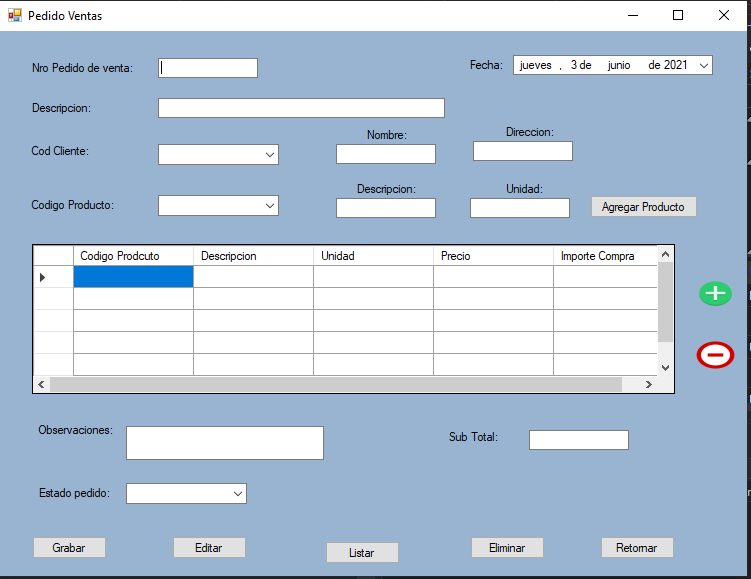 Pedido Ventas
Nro Pedido de venta:
Fecha: jueves , 3 de junio de 2021
Descripcion:
Nombre: Direccion:
Cod Cliente:
Descripcion: Unidad:
Codigo Producto: Agregar Producto
Codigo Prodcuto Descripcion Unidad Precio Importe Compra
Observaciones: Sub Total:
Estado pedido:
Grabar Editar Listar Eliminar Retornar